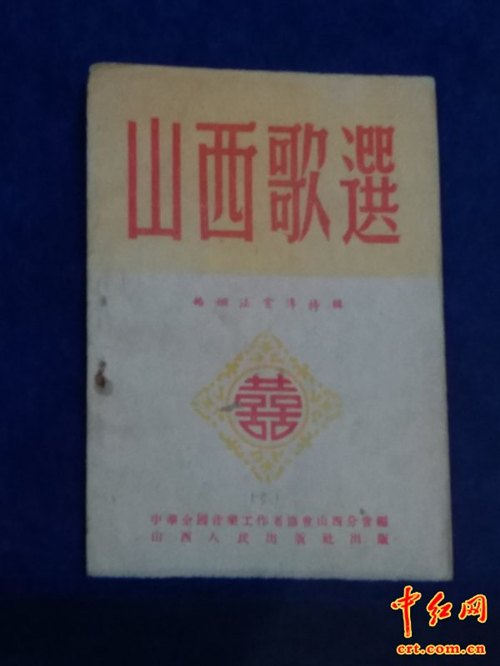 山西歌選
婚姻法宣传特輯
囍
中華全國音樂工作者協會山西分會編
山西人民出版社出版
中红网
crt.com.cn